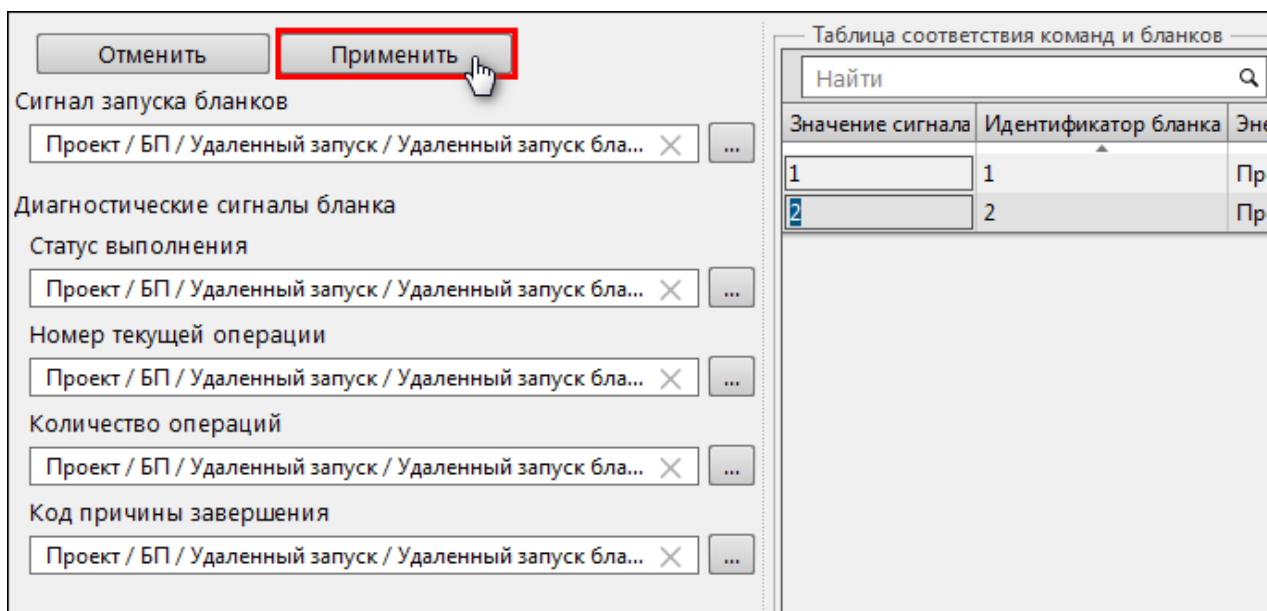 Отменить
Применить
Сигнал запуска бланков
Проект / БП / Удаленный запуск / Удаленный запуск бла...
...
Диагностические сигналы бланка
Статус выполнения
Проект / БП / Удаленный запуск / Удаленный запуск бла...
...
Номер текущей операции
Проект / БП / Удаленный запуск / Удаленный запуск бла...
...
Количество операций
Проект / БП / Удаленный запуск / Удаленный запуск бла...
...
Код причины завершения
Проект / БП / Удаленный запуск / Удаленный запуск бла...
...
Таблица соответствия команд и бланков
Найти
Значение сигнала Идентификатор бланка Эне
1 1 Пр
2 2 Пр